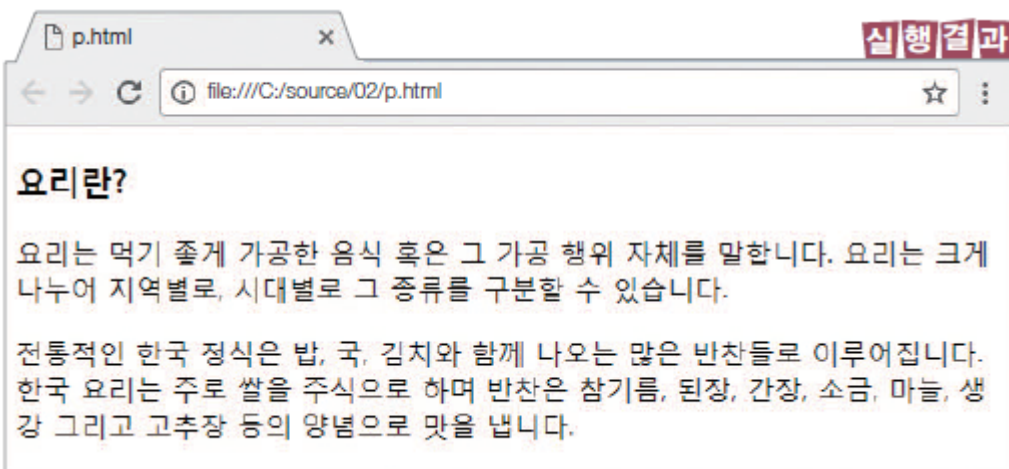 p.html
실행결과
file:///C:/source/02/p.html
요리란?
요리는 먹기 좋게 가공한 음식 혹은 그 가공 행위 자체를 말합니다. 요리는 크게
나누어 지역별로, 시대별로 그 종류를 구분할 수 있습니다.
전통적인 한국 정식은 밥, 국, 김치와 함께 나오는 많은 반찬들로 이루어집니다.
한국 요리는 주로 쌀을 주식으로 하며 반찬은 참기름, 된장, 간장, 소금, 마늘, 생
강 그리고 고추장 등의 양념으로 맛을 냅니다.